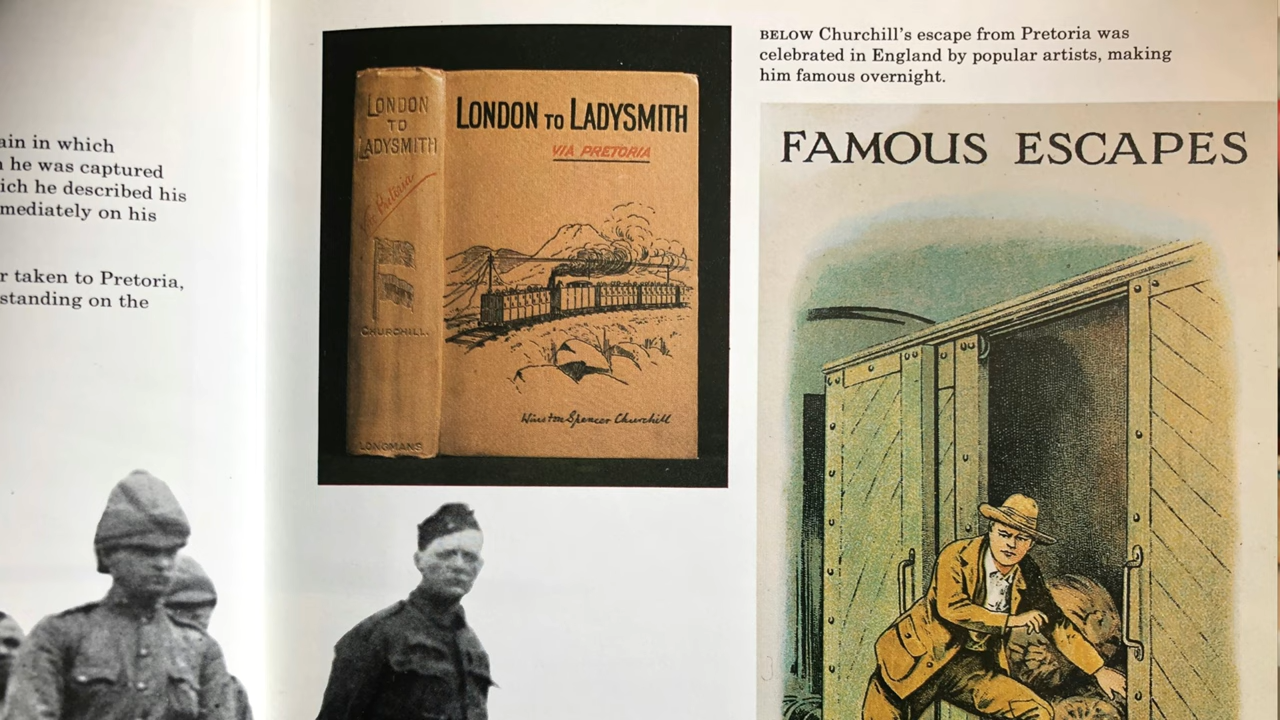 ain in which
he was captured
ich he described his
mediately on his
r taken to Pretoria,
standing on the
LONDON
TO
LADYSMITH
Via Pretoria
CHURCHILL.
LONGMANS
LONDON TO LADYSMITH
VIA PRETORIA
Winston Spencer Churchill
BELOW Churchill's escape from Pretoria was
celebrated in England by popular artists, making
him famous overnight.
FAMOUS ESCAPES